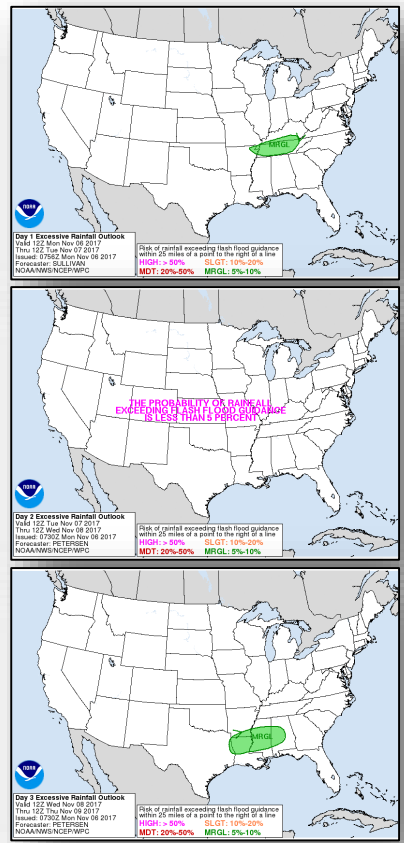 MRGL
NOAA
Day 1 Excessive Rainfall Outlook
Valid 12Z Mon Nov 06 2017
Thru 12Z Tue Nov 07 2017
Issued: 0756Z Mon Nov 06 2017
Forecaster: SULLIVAN
NOAA/NWS/NCEP/WPC
Risk of rainfall exceeding flash flood guidance
within 25 miles of a point to the right of a line
HIGH: > 50% SLGT: 10%-20%
MDT: 20%-50% MRGL: 5%-10%
THE PROBABILITY OF RAINFALL
EXCEEDING FLASH FLOOD GUIDANCE
IS LESS THAN 5 PERCENT
NOAA
Day 2 Excessive Rainfall Outlook
Valid 12Z Tue Nov 07 2017
Thru 12Z Wed Nov 08 2017
Issued: 0730Z Mon Nov 06 2017
Forecaster: PETERSEN
NOAA/NWS/NCEP/WPC
Risk of rainfall exceeding flash flood guidance
within 25 miles of a point to the right of a line
HIGH: > 50% SLGT: 10%-20%
MDT: 20%-50% MRGL: 5%-10%
MRGL
NOAA
Day 3 Excessive Rainfall Outlook
Valid 12Z Wed Nov 08 2017
Thru 12Z Thu Nov 09 2017
Issued: 0730Z Mon Nov 06 2017
Forecaster: PETERSEN
NOAA/NWS/NCEP/WPC
Risk of rainfall exceeding flash flood guidance
within 25 miles of a point to the right of a line
HIGH: > 50% SLGT: 10%-20%
MDT: 20%-50% MRGL: 5%-10%